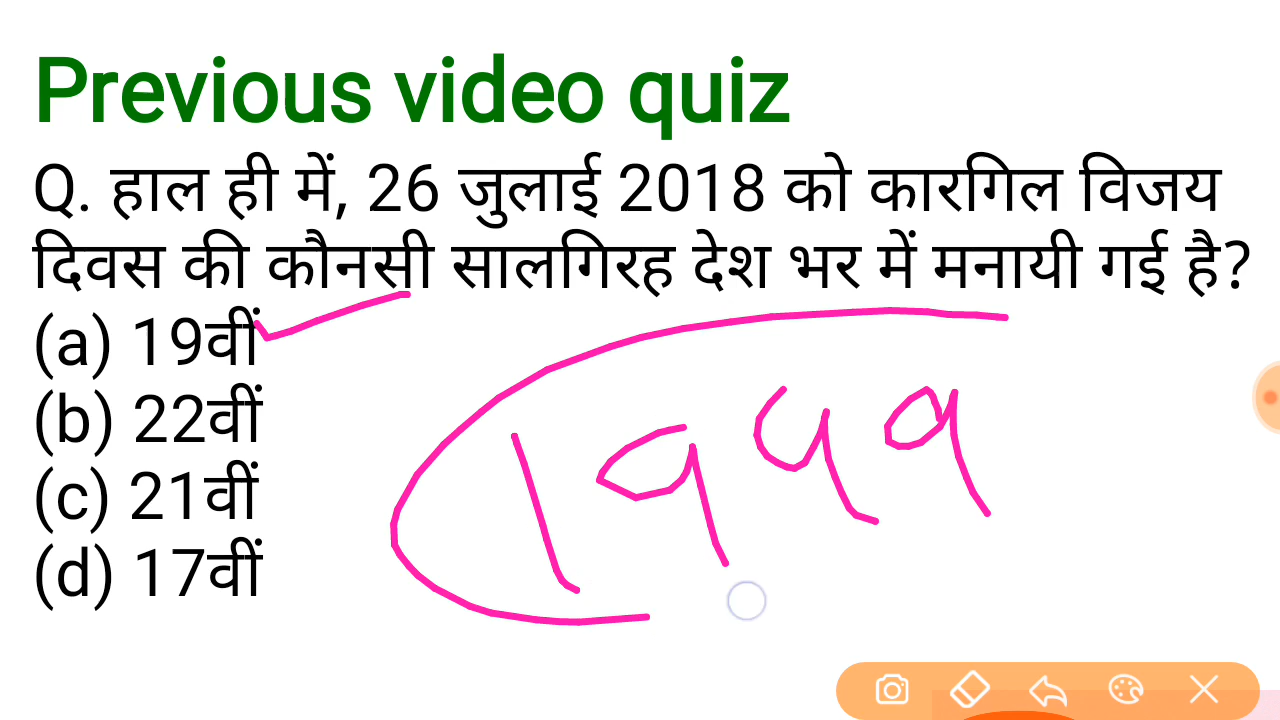 Previous video quiz
Q. हाल ही में, 26 जुलाई 2018 को कारगिल विजय
दिवस की कौनसी सालगिरह देश भर में मनायी गई है?
(a) 19वीं
(b) 22वीं
(c) 21वीं
(d) 17वीं
1999